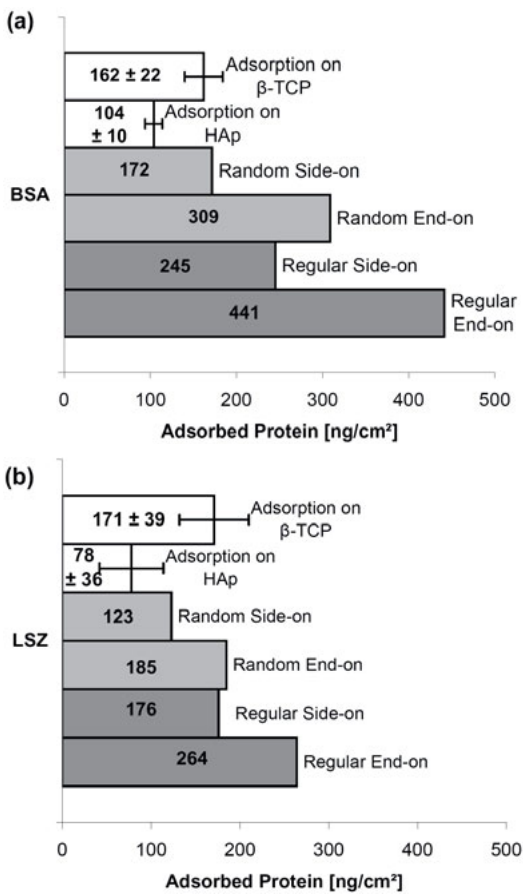 (a)
162 ± 22
Adsorption on
β-TCP
104
± 10
Adsorption on
HAp
172
Random Side-on
BSA
309
Random End-on
245
Regular Side-on
441
Regular
End-on
0 100 200 300 400 500
Adsorbed Protein [ng/cm²]
(b)
171 ± 39
Adsorption on
β-TCP
78
± 36
Adsorption on
HAp
123
Random Side-on
LSZ
185
Random End-on
176
Regular Side-on
264
Regular End-on
0 100 200 300 400 500
Adsorbed Protein [ng/cm²]